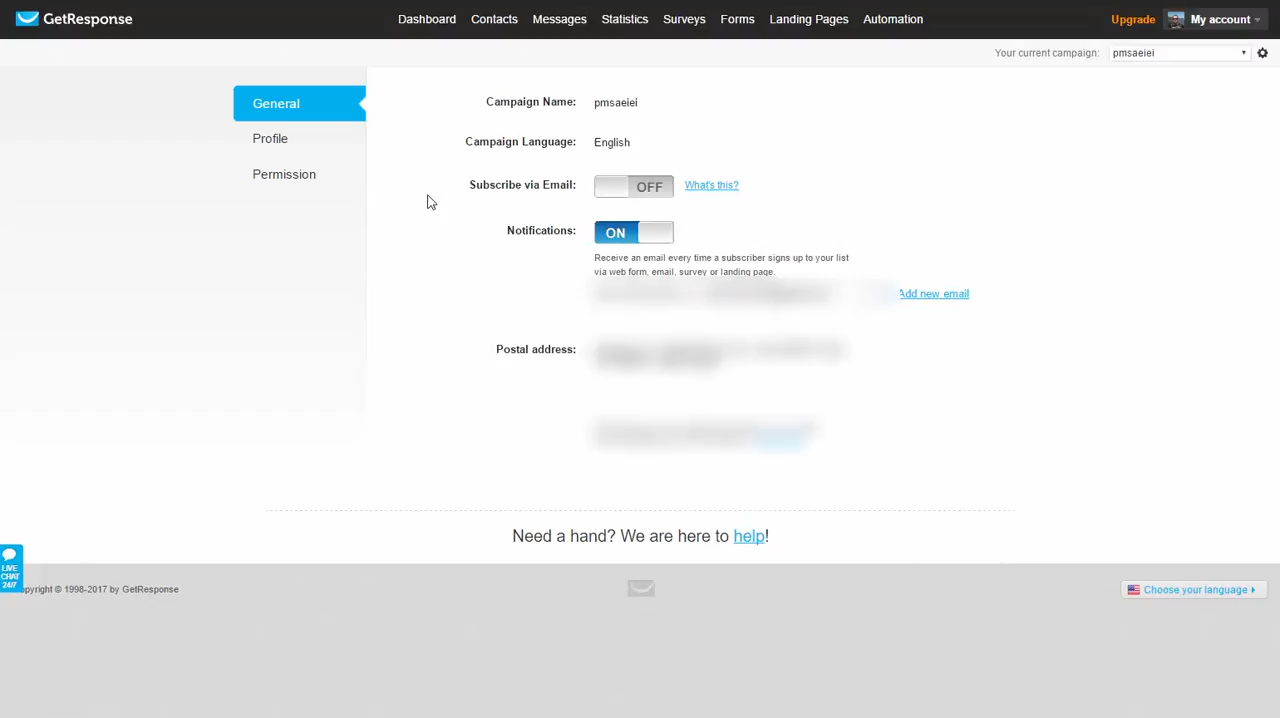 GetResponse
Dashboard Contacts Messages Statistics Surveys Forms Landing Pages Automation
Upgrade My account
Your current campaign: pmsaeiei
General
Profile
Permission
Campaign Name: pmsaeiei
Campaign Language: English
Subscribe via Email: OFF What's this?
Notifications: ON
Receive an email every time a subscriber signs up to your list
via web form, email, survey or landing page.
Add new email
Postal address:
Need a hand? We are here to help!
LIVE
CHAT
24/7
opyright © 1998-2017 by GetResponse
Choose your language